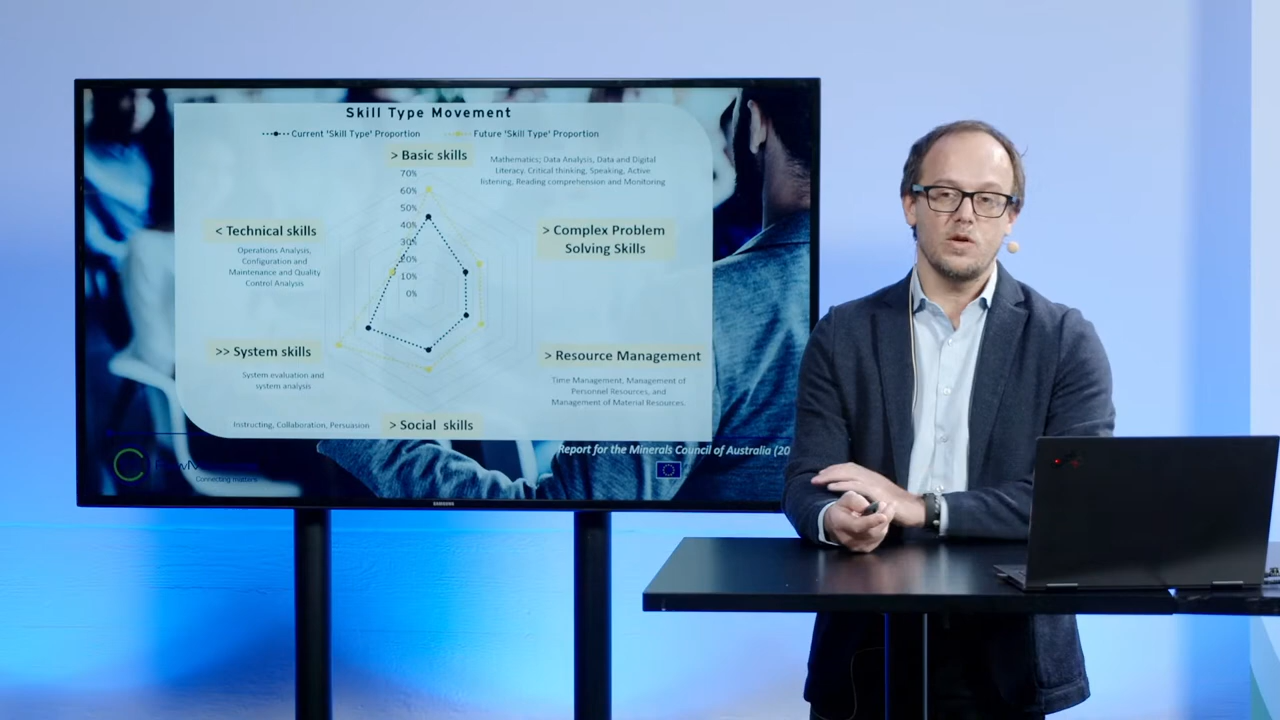 Skill Type Movement
Current 'Skill Type' Proportion
Future 'Skill Type' Proportion
> Basic skills
Mathematics; Data Analysis, Data and Digital
Literacy. Critical thinking, Speaking, Active
listening, Reading comprehension and Monitoring
70%
60%
50%
40%
30%
20%
10%
0%
< Technical skills
Operations Analysis,
Configuration and
Maintenance and Quality
Control Analysis
> Complex Problem
Solving Skills
>> System skills
System evaluation and
system analysis
> Resource Management
Time Management, Management of
Personnel Resources, and
Management of Material Resources.
Instructing, Collaboration, Persuasion
> Social skills
Report for the Minerals Council of Australia (20
Connecting matters
SAMSUNG